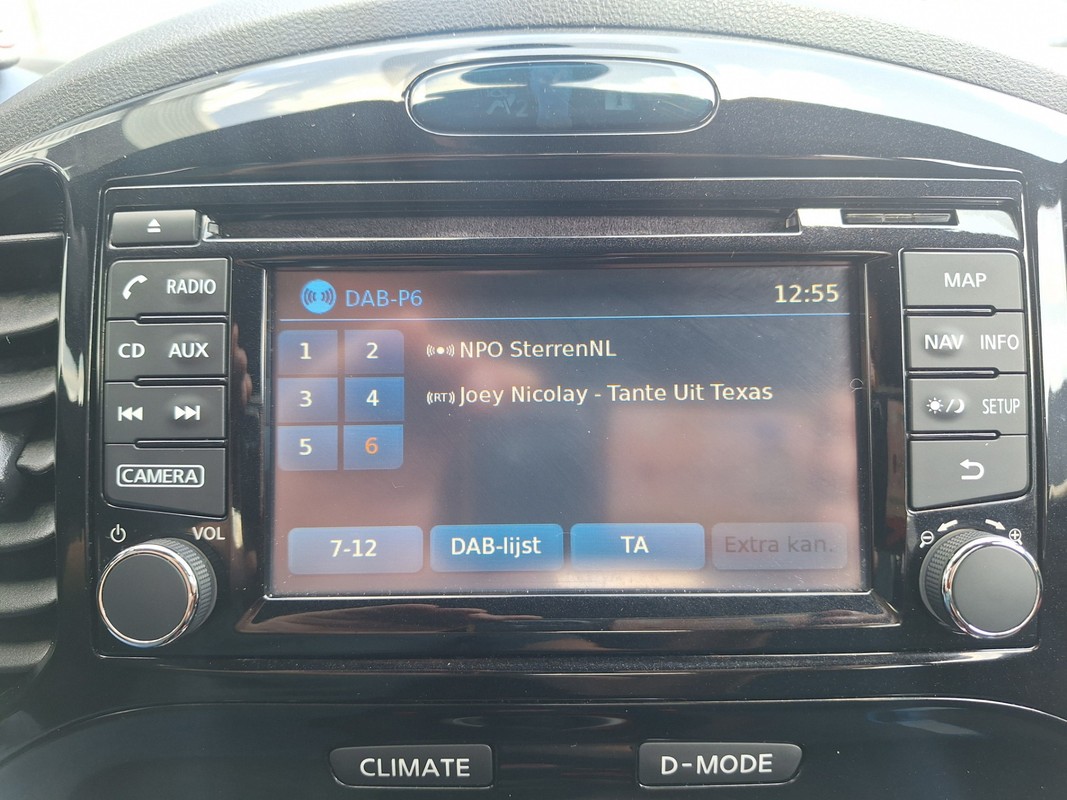 DAB-P6 12:55
RADIO
MAP
1 2
NPO SterrenNL
CD AUX
NAV INFO
3 4
(RT) Joey Nicolay - Tante Uit Texas
SETUP
5 6
CAMERA
VOL
7-12 DAB-lijst TA Extra kan.
CLIMATE D-MODE